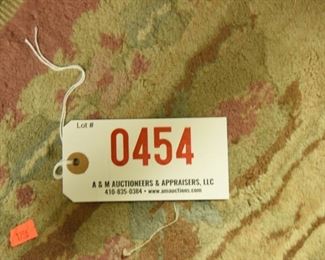 Lot #
0454
A & M AUCTIONEERS & APPRAISERS, LLC
410-835-0384 • www.amauctions.com